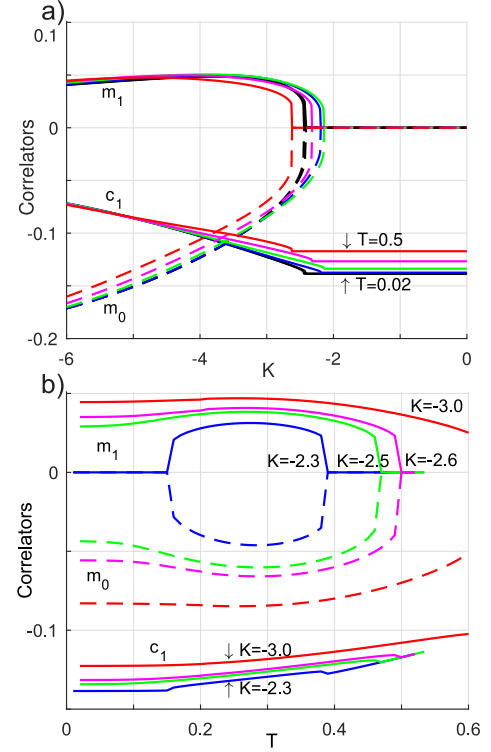 a)
0.1
m1
0
Correlators
c1
-0.1
↓ T=0.5
↑ T=0.02
m0
-0.2
-6
-4
-2
0
K
b)
K=-3.0
m1
0
K=-2.3
K=-2.5
K=-2.6
Correlators
m0
-0.1
c1
↓ K=-3.0
↑ K=-2.3
0
0.2
0.4
0.6
T